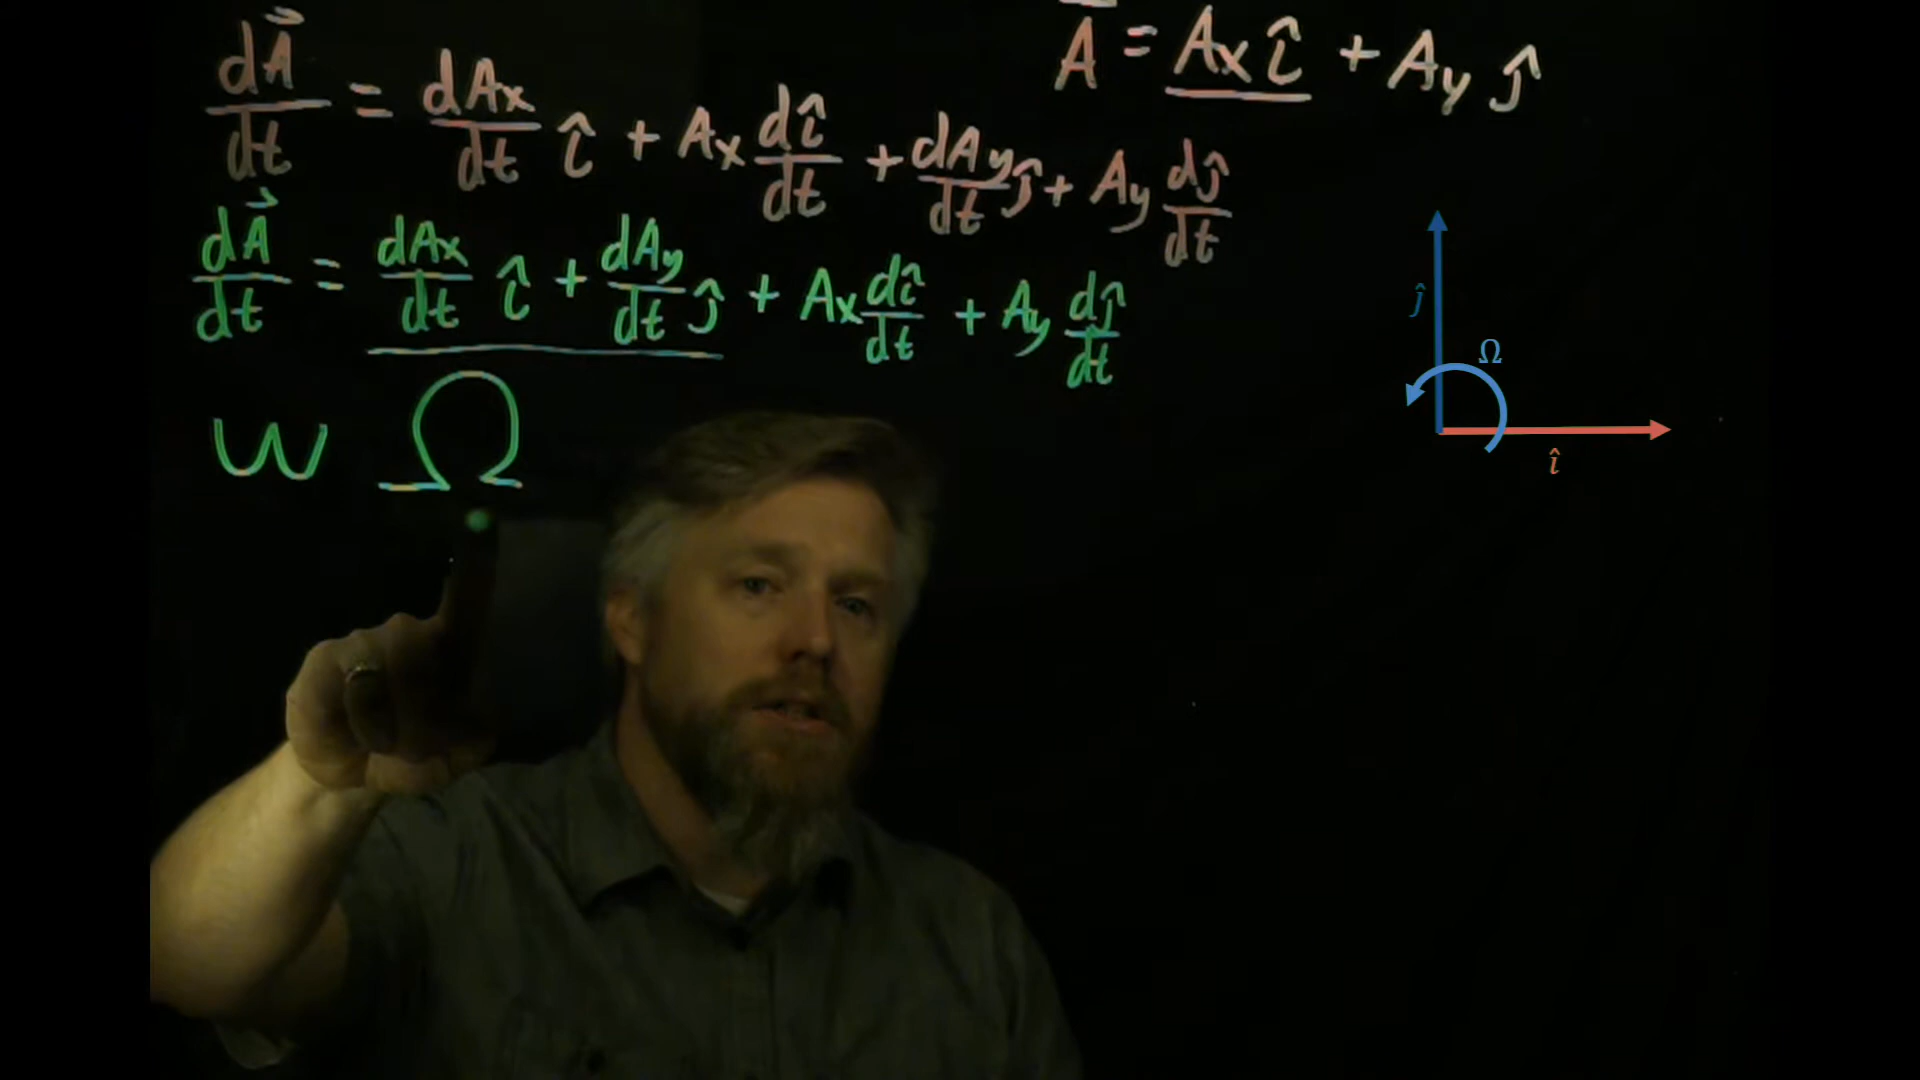 A⃗ = Ax î + Ay ĵ
dA⃗/dt = dAx/dt î + Ax dî/dt + dAy/dt ĵ + Ay dĵ/dt
dA⃗/dt = dAx/dt î + dAy/dt ĵ + Ax dî/dt + Ay dĵ/dt
ω Ω
ĵ
Ω
î